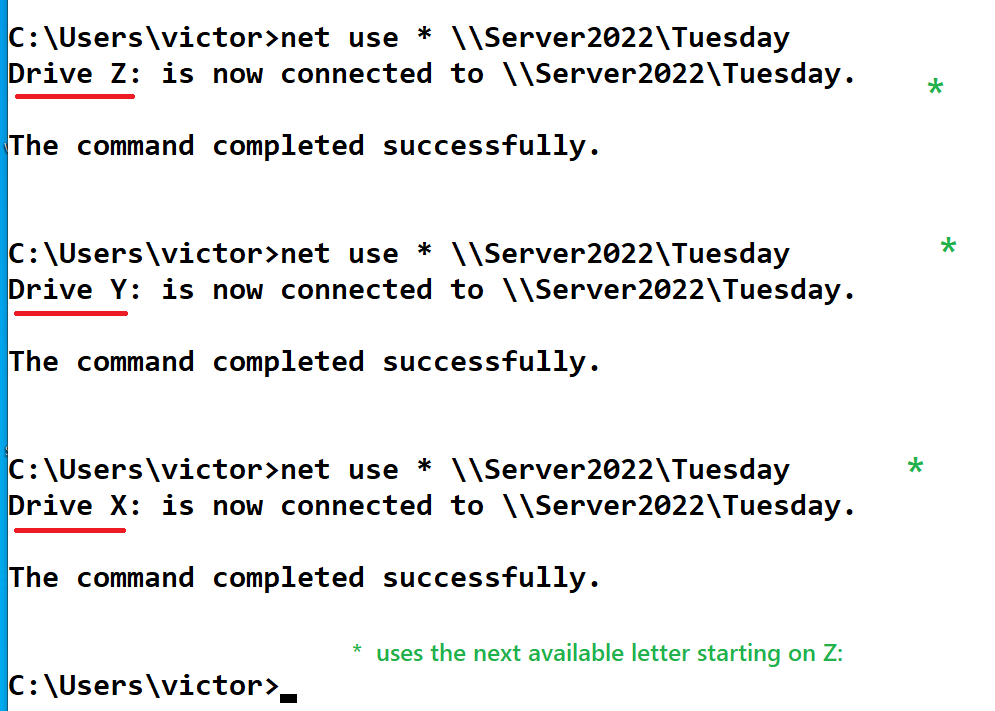 C:\Users\victor>net use * \\Server2022\Tuesday
Drive Z: is now connected to \\Server2022\Tuesday.
*
The command completed successfully.
C:\Users\victor>net use * \\Server2022\Tuesday
*
Drive Y: is now connected to \\Server2022\Tuesday.
The command completed successfully.
C:\Users\victor>net use * \\Server2022\Tuesday
*
Drive X: is now connected to \\Server2022\Tuesday.
The command completed successfully.
* uses the next available letter starting on Z:
C:\Users\victor>